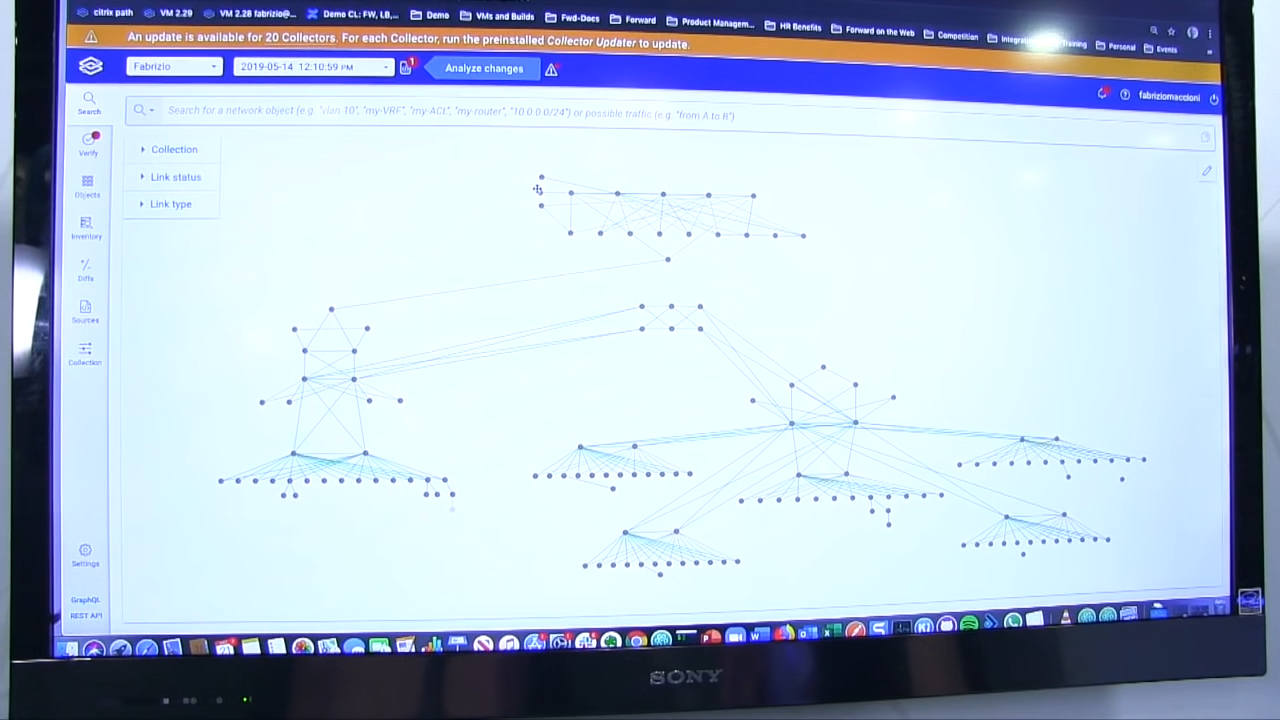 citrix path VM 2.29 VM 2.28 fabrizio@... Demo CL: FW, LB,... Demo VMs and Builds Fwd-Docs Forward Product Managem... HR Benefits Forward on the Web Competition Training Personal Events
An update is available for 20 Collectors. For each Collector, run the preinstalled Collector Updater to update.
Fabrizio 2019-05-14 12:10:59 PM 1 Analyze changes fabriziomaccioni
Search for a network object (e.g. "vlan 10", "my-VRF", "my-ACL", "my-router", "10.0.0.0/24") or possible traffic (e.g. "from A to B")
Search
Verify
Objects
Inventory
Diffs
Sources
Collection
Settings
GraphQL
REST API
Collection
Link status
Link type
SONY